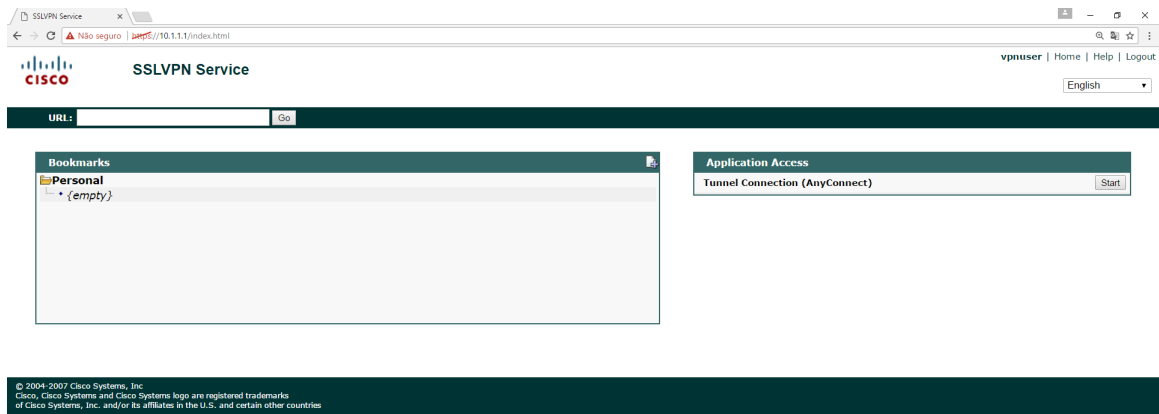 SSLVPN Service
Não seguro | https://10.1.1.1/index.html
CISCO
SSLVPN Service
vpnuser | Home | Help | Logout
English
URL:
Go
Bookmarks
Personal
{empty}
Application Access
Tunnel Connection (AnyConnect)
Start
© 2004-2007 Cisco Systems, Inc
Cisco, Cisco Systems and Cisco Systems logo are registered trademarks
of Cisco Systems, Inc. and/or its affiliates in the U.S. and certain other countries